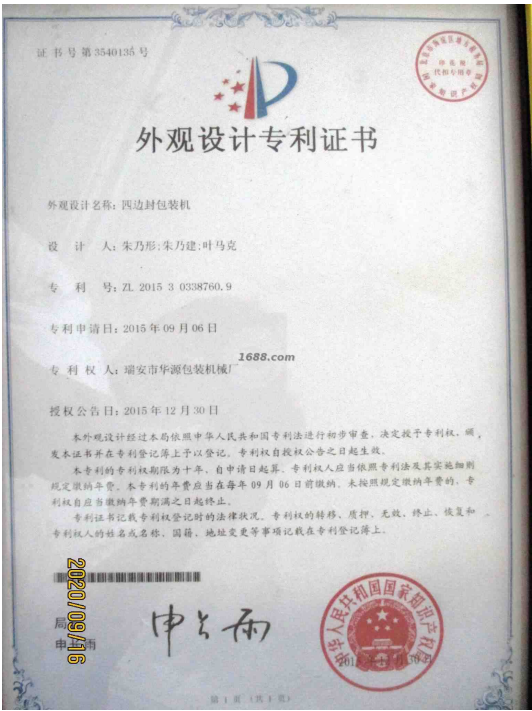 证书号第3540135号
外观设计专利证书
外观设计名称：四边封包装机
设 计 人：朱乃彤;朱乃建;叶马克
专 利 号：ZL 2015 3 0338760.9
专利申请日：2015年09月06日
1688.com
专 利 权 人：瑞安市华源包装机械厂
授权公告日：2015年12月30日
本外观设计经过本局依照中华人民共和国专利法进行初步审查，决定授予专利权，颁
发本证书并在专利登记簿上予以登记。专利权自授权公告之日起生效。
本专利的专利权期限为十年，自申请日起算。专利权人应当依照专利法及其实施细则
规定缴纳年费。本专利的年费应当在每年09月06日前缴纳。未按照规定缴纳年费的，专
利权自应当缴纳年费期满之日起终止。
专利证书记载专利权登记时的法律状况。专利权的转移、质押、无效、终止、恢复和
专利权人的姓名或名称、国籍、地址变更等事项记载在专利登记簿上。
2020/09/16
局
申长雨
申长雨
中华人民共和国国家知识产权局
2015年12月30日
第1页（共1页）